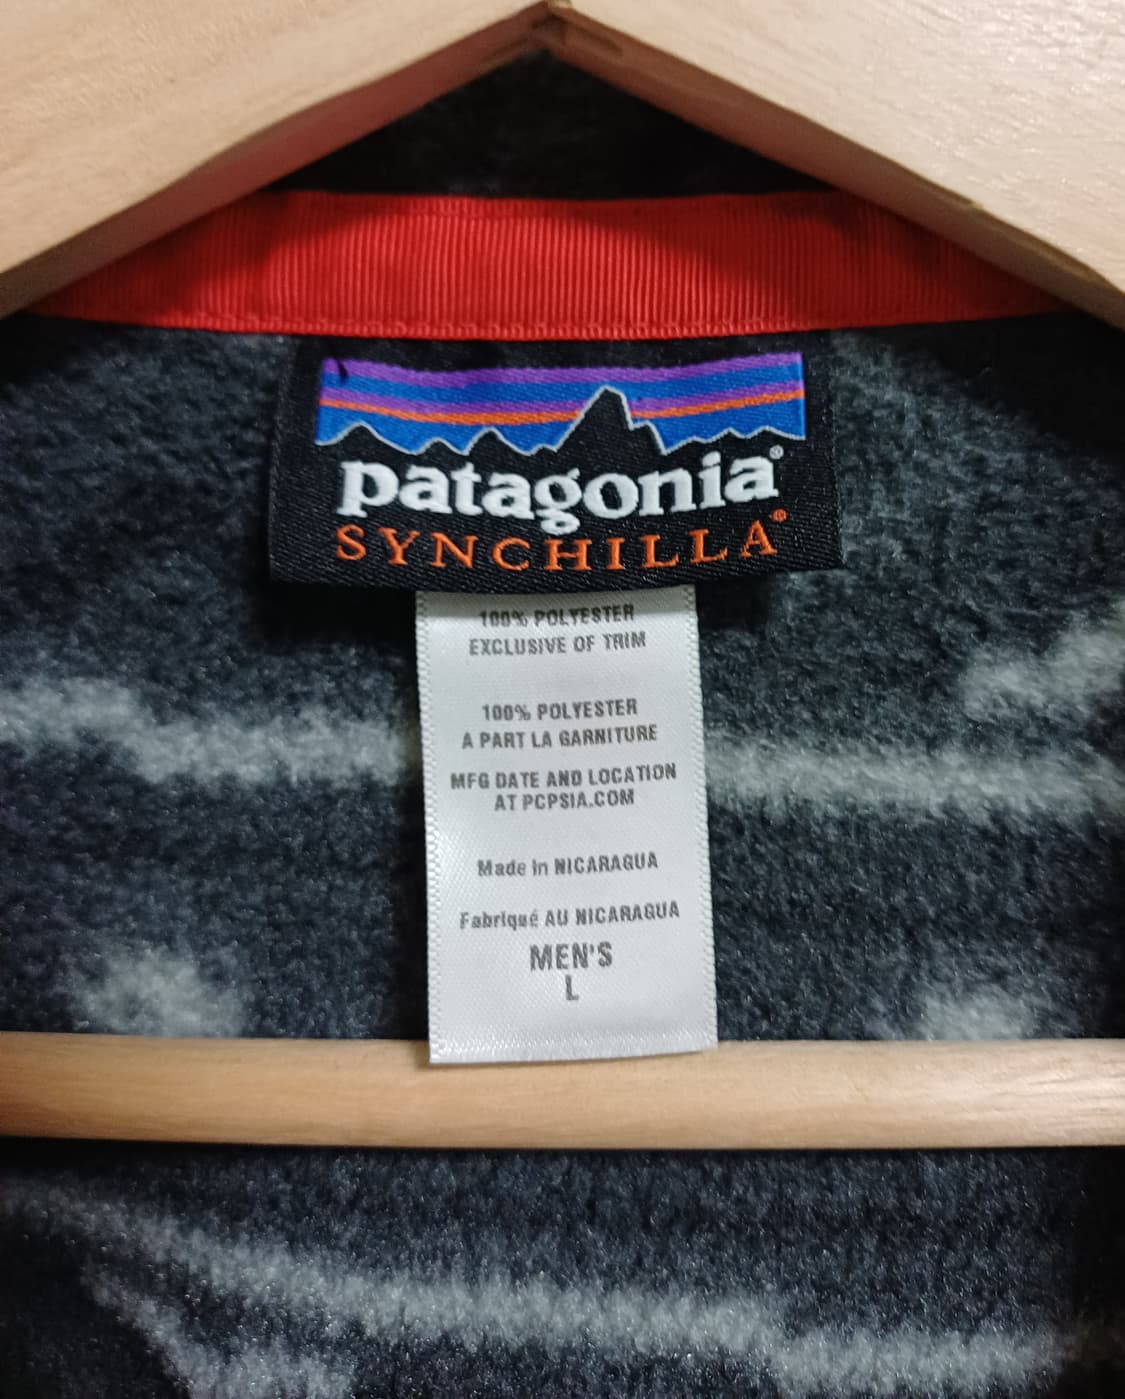 patagonia®
SYNCHILLA®
100% POLYESTER
EXCLUSIVE OF TRIM
100% POLYESTER
A PART LA GARNITURE
MFG DATE AND LOCATION
AT PCPSIA.COM
Made in NICARAGUA
Fabriqué AU NICARAGUA
MEN'S
L